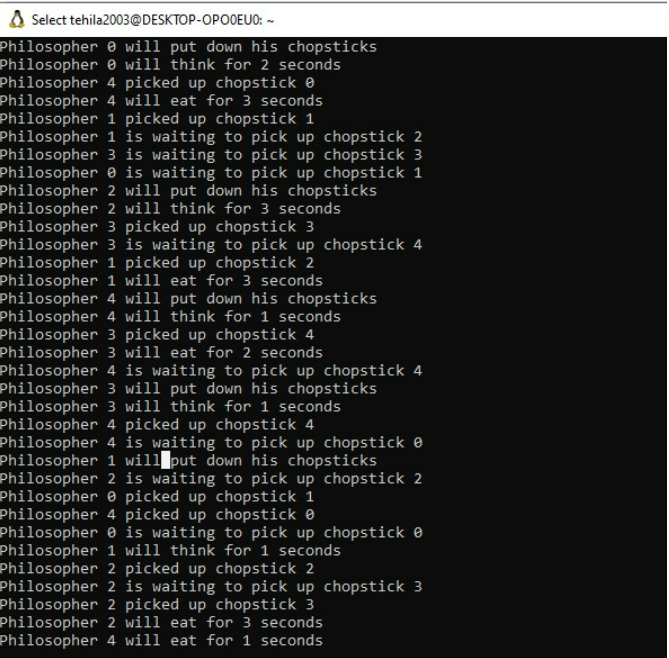 Select tehila2003@DESKTOP-OPO0EU0: ~
Philosopher 0 will put down his chopsticks
Philosopher 0 will think for 2 seconds
Philosopher 4 picked up chopstick 0
Philosopher 4 will eat for 3 seconds
Philosopher 1 picked up chopstick 1
Philosopher 1 is waiting to pick up chopstick 2
Philosopher 3 is waiting to pick up chopstick 3
Philosopher 0 is waiting to pick up chopstick 1
Philosopher 2 will put down his chopsticks
Philosopher 2 will think for 3 seconds
Philosopher 3 picked up chopstick 3
Philosopher 3 is waiting to pick up chopstick 4
Philosopher 1 picked up chopstick 2
Philosopher 1 will eat for 3 seconds
Philosopher 4 will put down his chopsticks
Philosopher 4 will think for 1 seconds
Philosopher 3 picked up chopstick 4
Philosopher 3 will eat for 2 seconds
Philosopher 4 is waiting to pick up chopstick 4
Philosopher 3 will put down his chopsticks
Philosopher 3 will think for 1 seconds
Philosopher 4 picked up chopstick 4
Philosopher 4 is waiting to pick up chopstick 0
Philosopher 1 will put down his chopsticks
Philosopher 2 is waiting to pick up chopstick 2
Philosopher 0 picked up chopstick 1
Philosopher 4 picked up chopstick 0
Philosopher 0 is waiting to pick up chopstick 0
Philosopher 1 will think for 1 seconds
Philosopher 2 picked up chopstick 2
Philosopher 2 is waiting to pick up chopstick 3
Philosopher 2 picked up chopstick 3
Philosopher 2 will eat for 3 seconds
Philosopher 4 will eat for 1 seconds